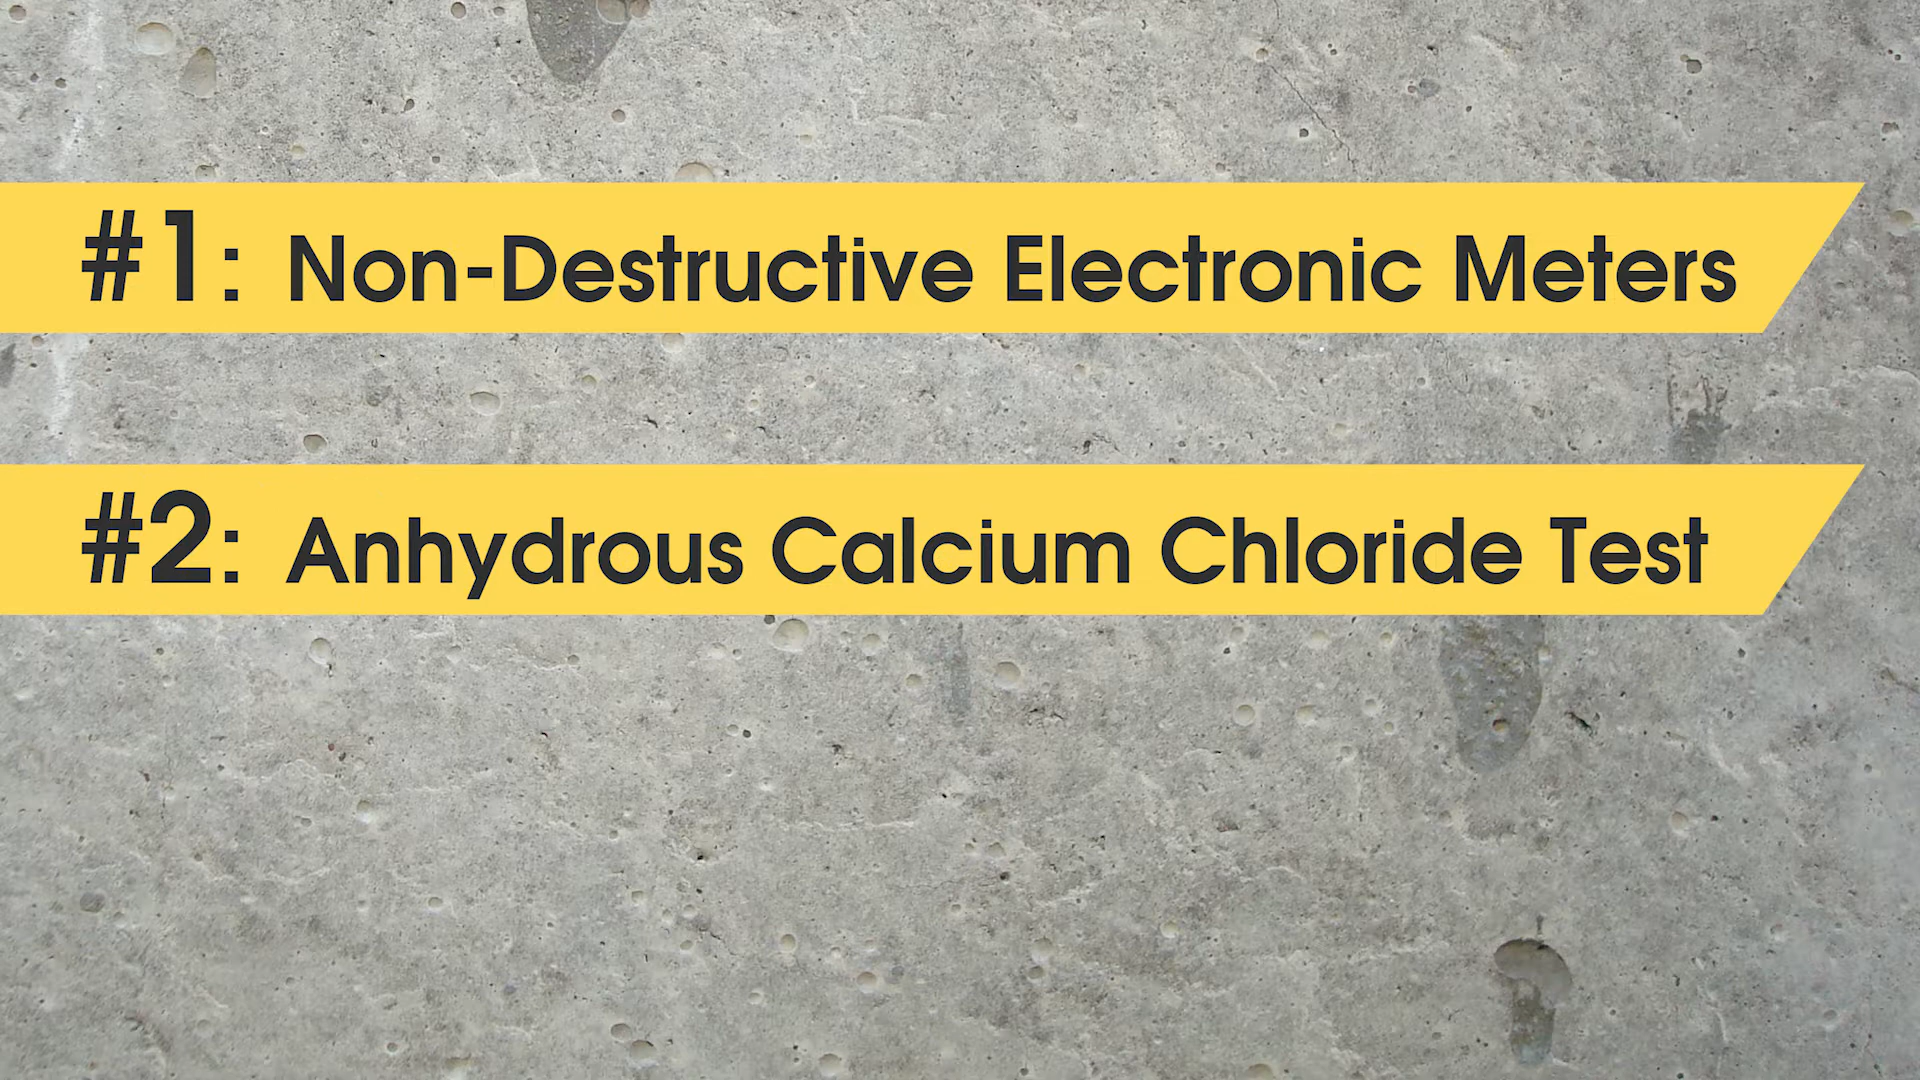 #1: Non-Destructive Electronic Meters
#2: Anhydrous Calcium Chloride Test